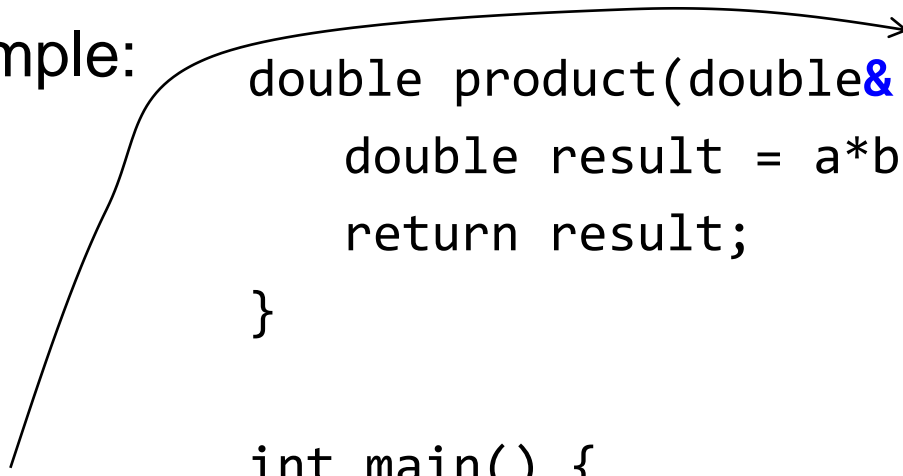 mple:
double product(double&
double result = a*b
return result;
}
int main() {